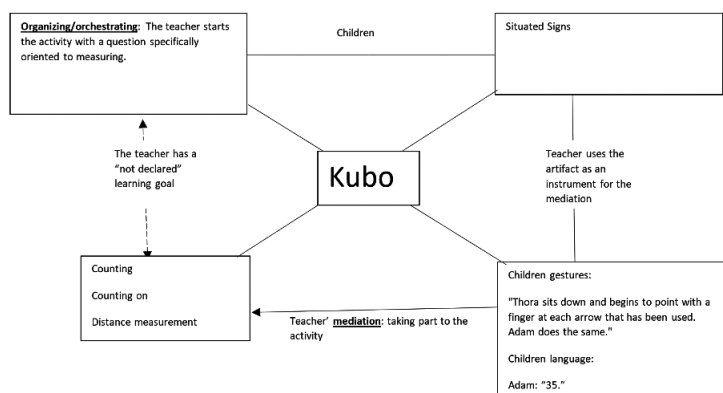 Organizing/orchestrating: The teacher starts
the activity with a question specifically
oriented to measuring.
Children
Situated Signs
The teacher has a
“not declared”
learning goal
Kubo
Teacher uses the
artifact as an
instrument for the
mediation
Counting
Counting on
Distance measurement
Teacher’ mediation: taking part to the
activity
Children gestures:
"Thora sits down and begins to point with a
finger at each arrow that has been used.
Adam does the same."
Children language:
Adam: “35.”